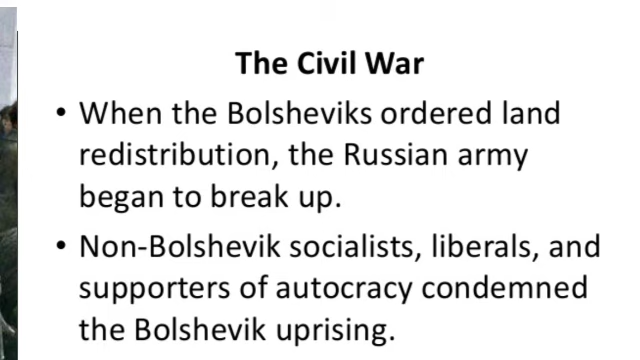 The Civil War
• When the Bolsheviks ordered land
redistribution, the Russian army
began to break up.
• Non-Bolshevik socialists, liberals, and
supporters of autocracy condemned
the Bolshevik uprising.